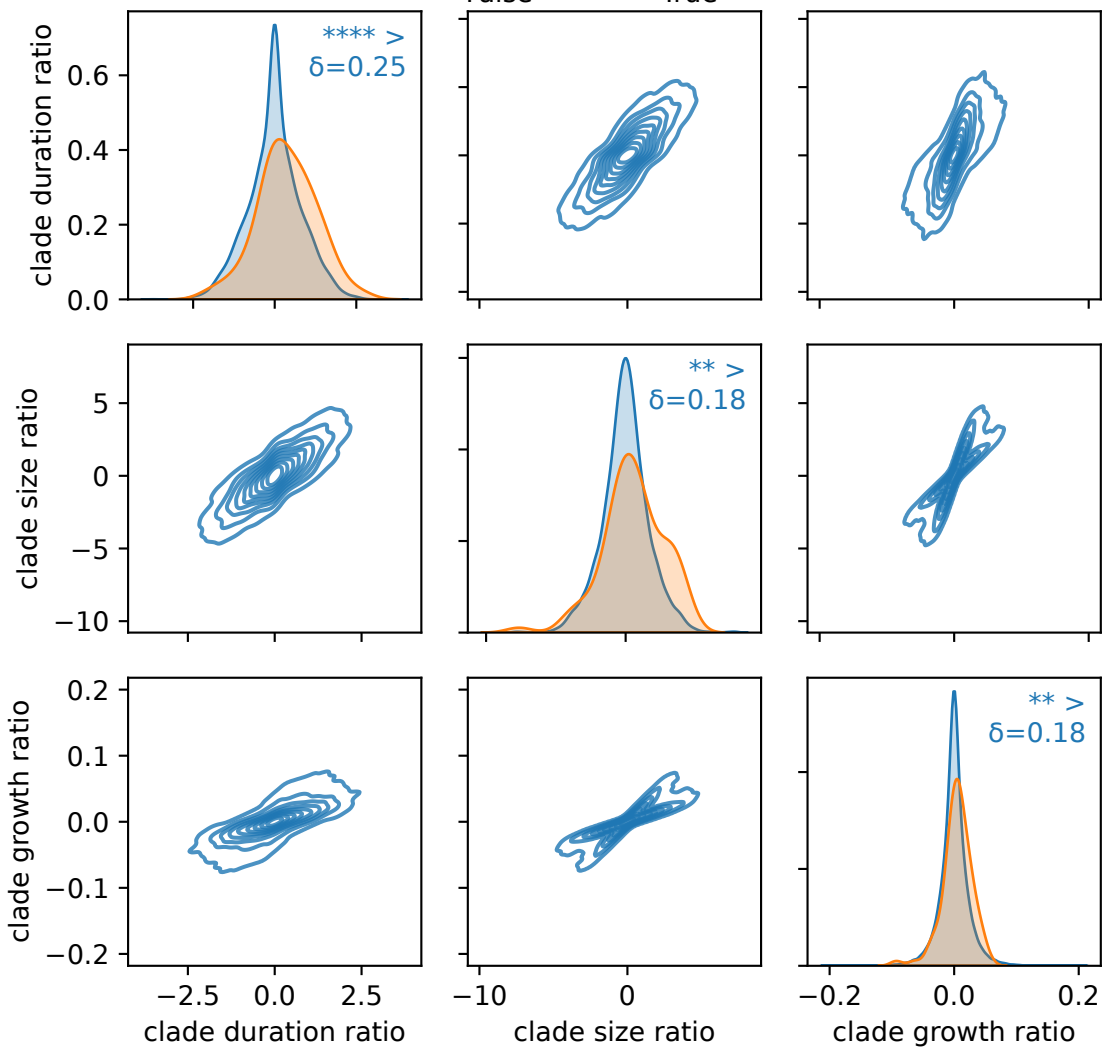 True
clade duration ratio
0.6
0.4
0.2
0.0
**** >
δ=0.25
clade size ratio
5
0
−5
−10
** >
δ=0.18
clade growth ratio
0.2
0.1
0.0
−0.1
−0.2
** >
δ=0.18
−2.5
0.0
2.5
−10
0
−0.2
0.0
0.2
clade duration ratio
clade size ratio
clade growth ratio